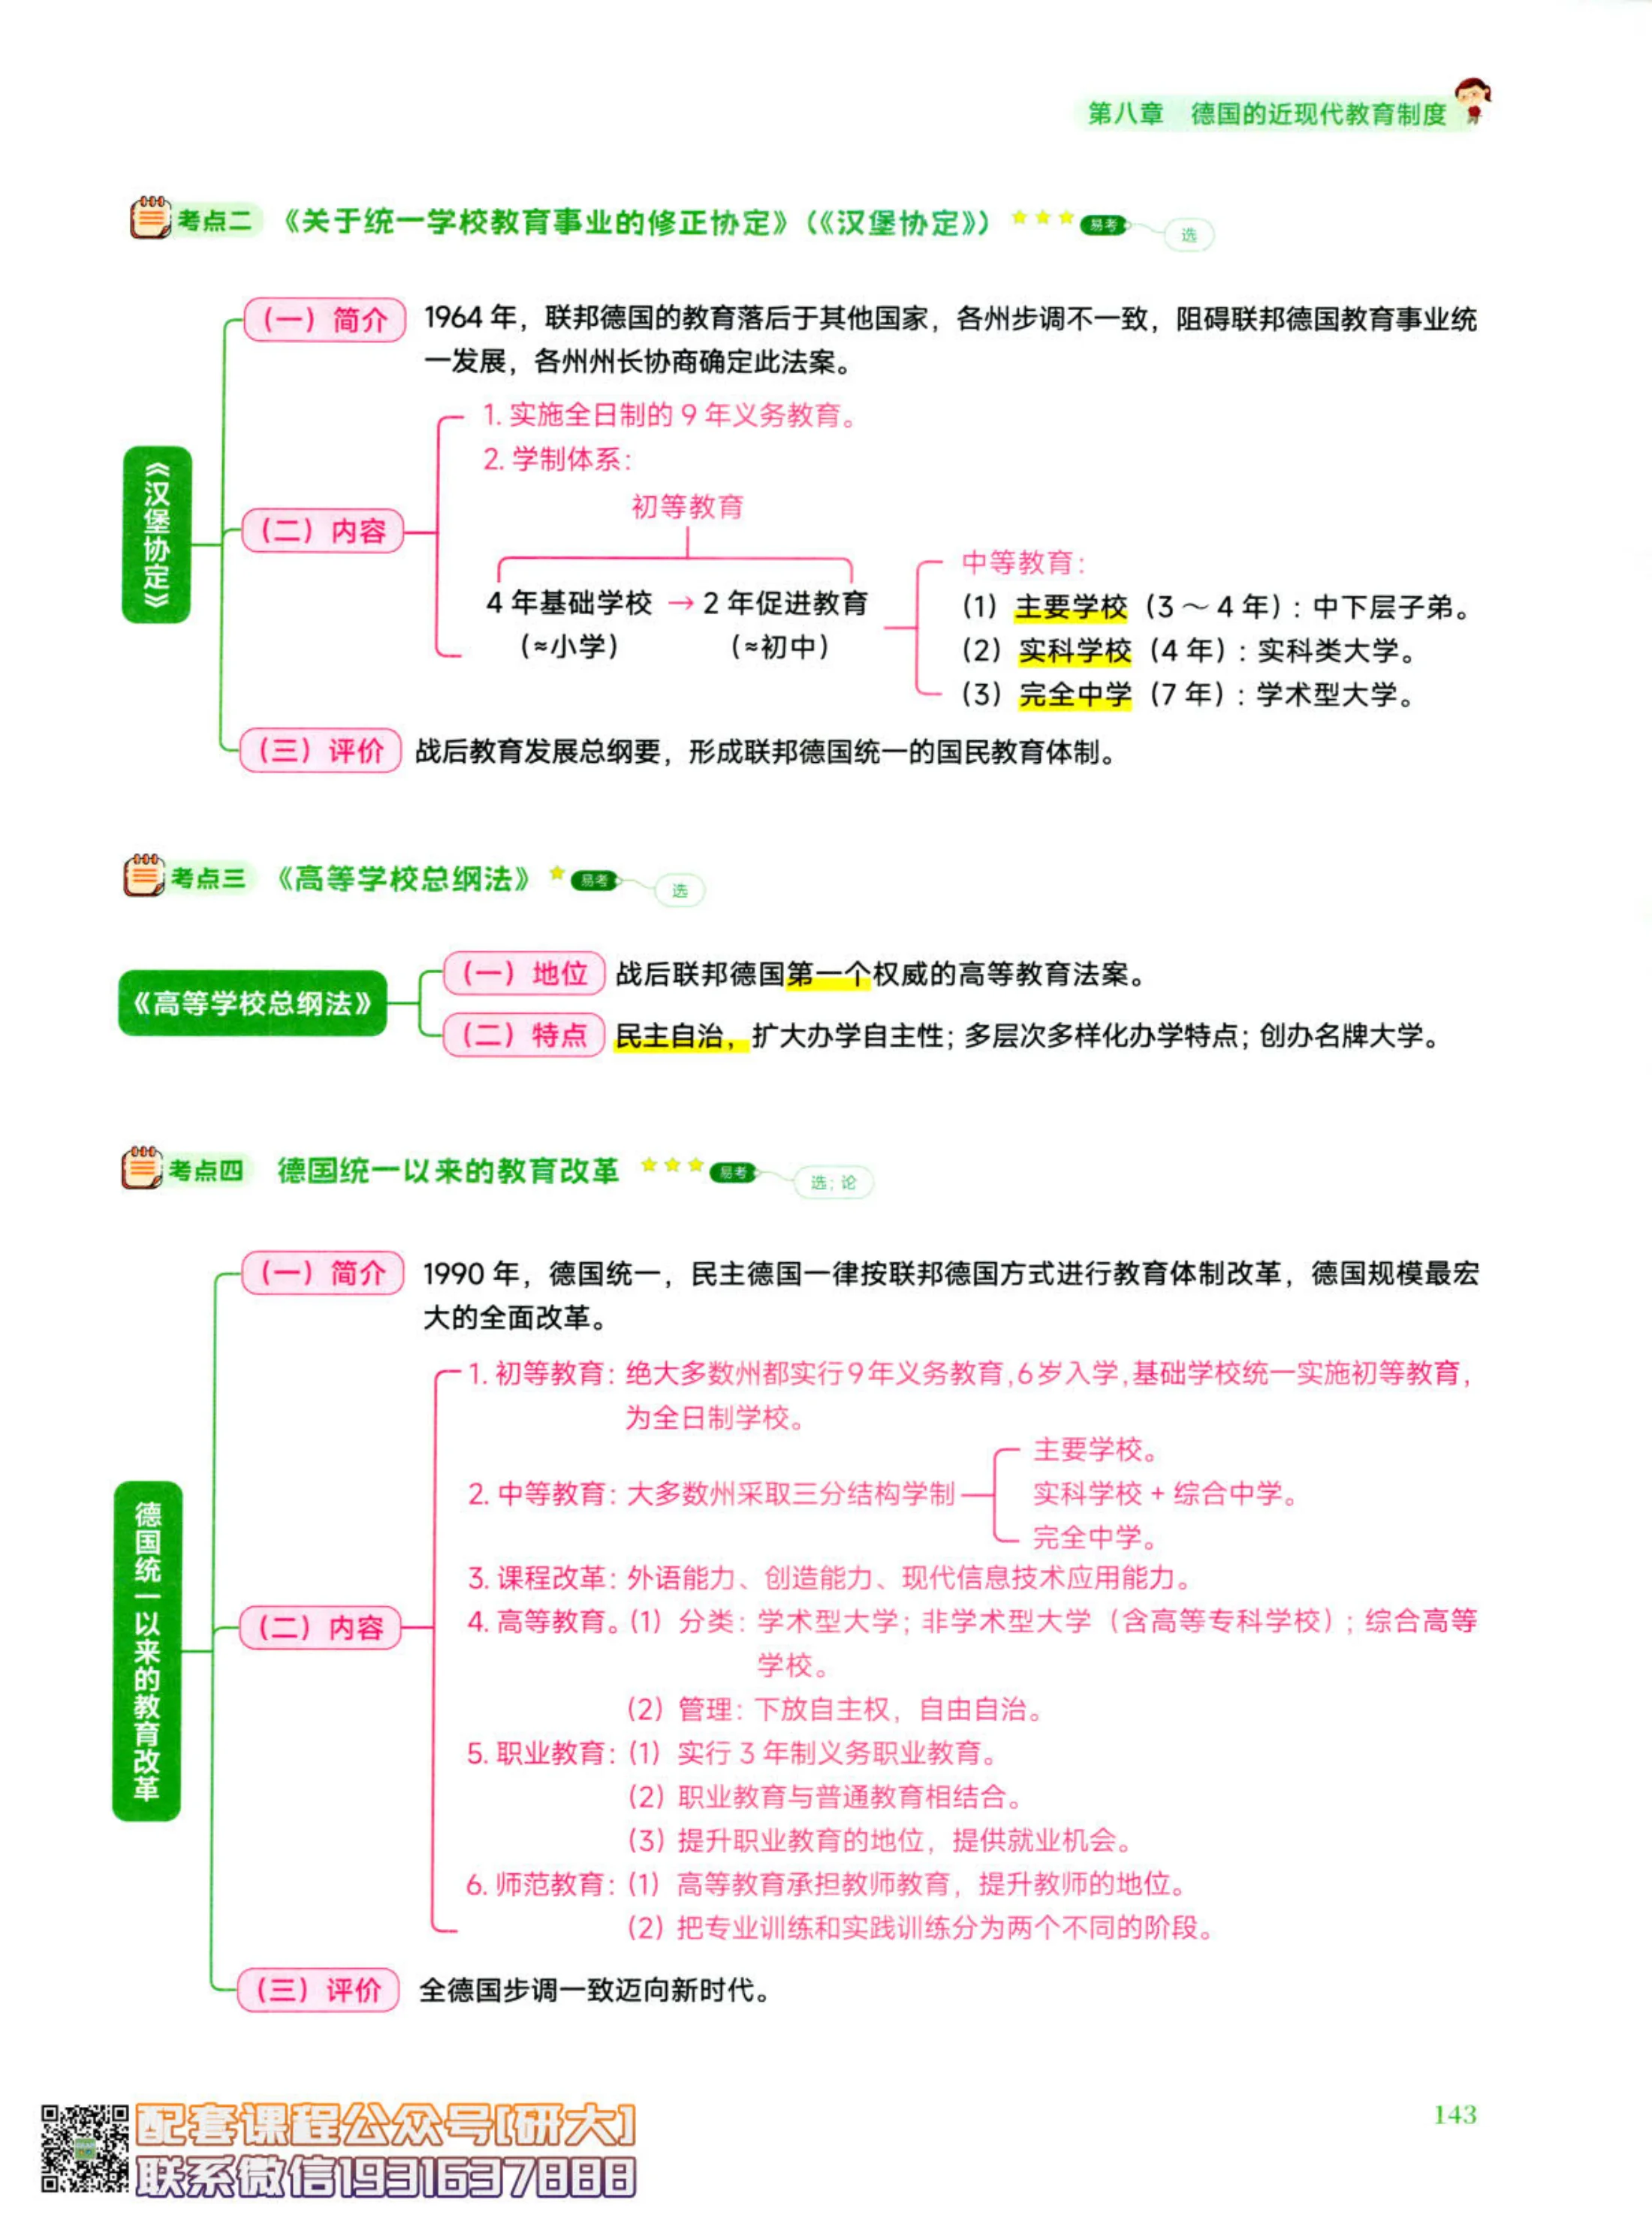 第八章 德国的近现代教育制度
考点二 《关于统一学校教育事业的修正协定》(《汉堡协定》) 易考 选
(一) 简介 1964 年，联邦德国的教育落后于其他国家，各州步调不一致，阻碍联邦德国教育事业统
一发展，各州州长协商确定此法案。
《汉堡协定》
(二) 内容
1. 实施全日制的 9 年义务教育。
2. 学制体系：
初等教育
4 年基础学校 → 2 年促进教育
(≈小学) (≈初中)
中等教育：
(1) 主要学校 (3～4 年)：中下层子弟。
(2) 实科学校 (4 年)：实科类大学。
(3) 完全中学 (7 年)：学术型大学。
(三) 评价 战后教育发展总纲要，形成联邦德国统一的国民教育体制。
考点三 《高等学校总纲法》 易考 选
《高等学校总纲法》
(一) 地位 战后联邦德国第一个权威的高等教育法案。
(二) 特点 民主自治，扩大办学自主性；多层次多样化办学特点；创办名牌大学。
考点四 德国统一以来的教育改革 易考 选；论
(一) 简介 1990 年，德国统一，民主德国一律按联邦德国方式进行教育体制改革，德国规模最宏
大的全面改革。
德国统一以来的教育改革
(二) 内容
1. 初等教育：绝大多数州都实行9年义务教育,6岁入学,基础学校统一实施初等教育，
为全日制学校。
2. 中等教育：大多数州采取三分结构学制
主要学校。
实科学校 + 综合中学。
完全中学。
3. 课程改革：外语能力、创造能力、现代信息技术应用能力。
4. 高等教育。(1) 分类：学术型大学；非学术型大学（含高等专科学校）；综合高等
学校。
(2) 管理：下放自主权，自由自治。
5. 职业教育：(1) 实行 3 年制义务职业教育。
(2) 职业教育与普通教育相结合。
(3) 提升职业教育的地位，提供就业机会。
6. 师范教育：(1) 高等教育承担教师教育，提升教师的地位。
(2) 把专业训练和实践训练分为两个不同的阶段。
(三) 评价 全德国步调一致迈向新时代。
143
配套课程公众号[研大]
联系微信1931637888